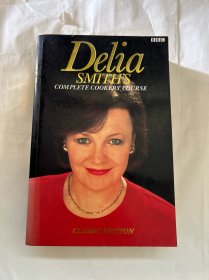 BBC
Delia
SMITH'S
COMPLETE COOKERY COURSE
CLASSIC EDITION